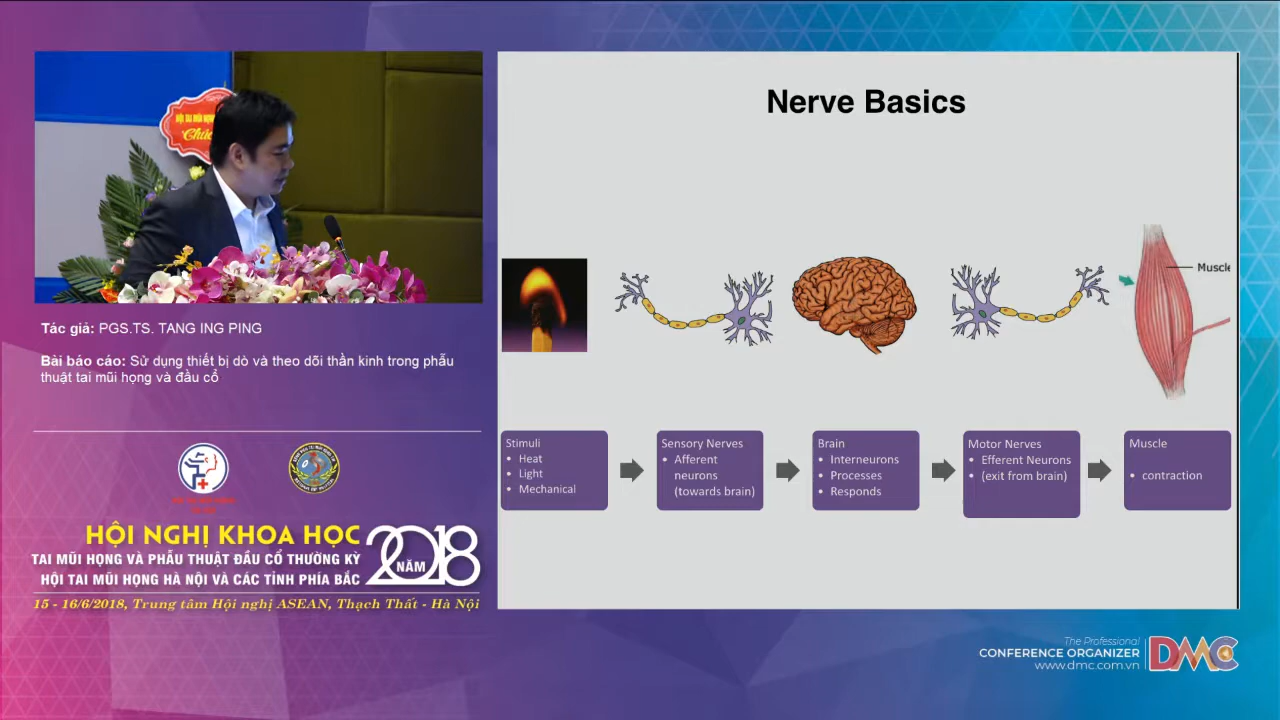 HỘI TAI MŨI HỌNG
Chúc
Tác giả: PGS.TS. TANG ING PING
Bài báo cáo: Sử dụng thiết bị dò và theo dõi thần kinh trong phẫu
thuật tai mũi họng và đầu cổ
HỘI NGHỊ KHOA HỌC
TAI MŨI HỌNG VÀ PHẪU THUẬT ĐẦU CỔ THƯỜNG KỲ
HỘI TAI MŨI HỌNG HÀ NỘI VÀ CÁC TỈNH PHÍA BẮC
NĂM 2018
15 - 16/6/2018, Trung tâm Hội nghị ASEAN, Thạch Thất - Hà Nội
Nerve Basics
Muscle
Stimuli
• Heat
• Light
• Mechanical
Sensory Nerves
• Afferent
neurons
(towards brain)
Brain
• Interneurons
• Processes
• Responds
Motor Nerves
• Efferent Neurons
• (exit from brain)
Muscle
• contraction
The Professional
CONFERENCE ORGANIZER
www.dmc.com.vn
DMC